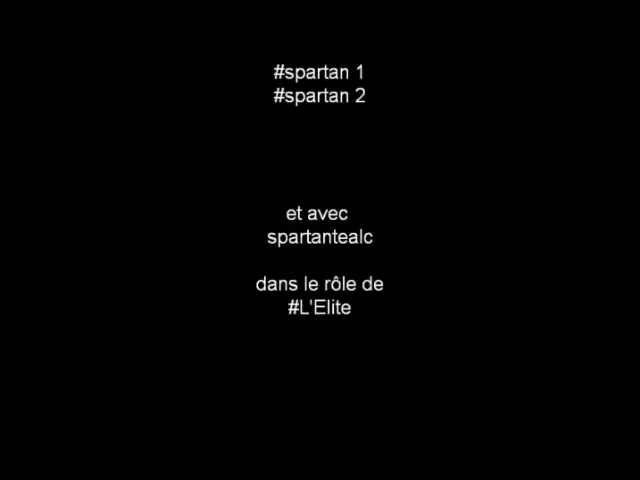 #spartan 1
#spartan 2
et avec
spartantealc
dans le rôle de
#L'Elite